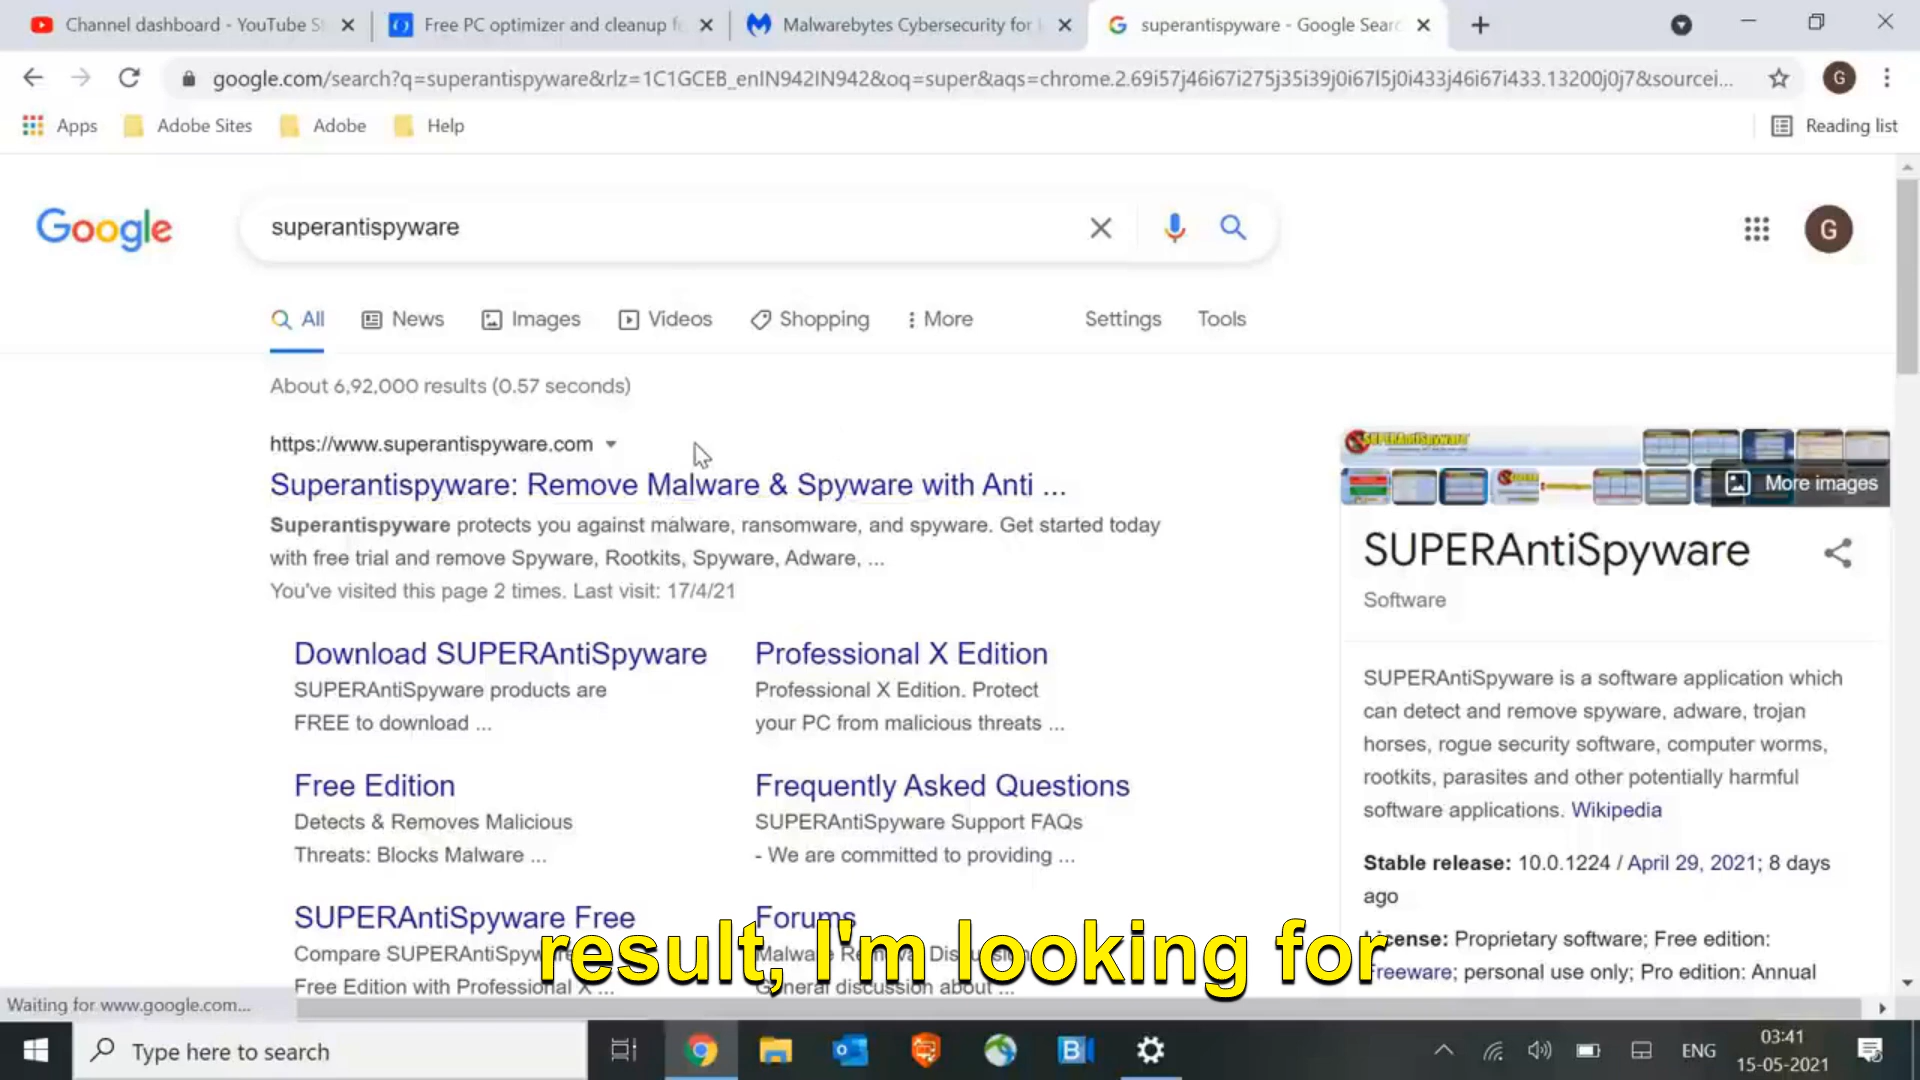 Channel dashboard - YouTube S
Free PC optimizer and cleanup f
Malwarebytes Cybersecurity for
superantispyware - Google Searc
google.com/search?q=superantispyware&rlz=1C1GCEB_enIN942IN942&oq=super&aqs=chrome.2.69i57j46i67i275j35i39j0i67l5j0i433j46i67i433.13200j0j7&sourcei...
G
Apps
Adobe Sites
Adobe
Help
Reading list
Google
superantispyware
G
All
News
Images
Videos
Shopping
More
Settings
Tools
About 6,92,000 results (0.57 seconds)
https://www.superantispyware.com
Superantispyware: Remove Malware & Spyware with Anti ...
Superantispyware protects you against malware, ransomware, and spyware. Get started today
with free trial and remove Spyware, Rootkits, Spyware, Adware, ...
You've visited this page 2 times. Last visit: 17/4/21
Download SUPERAntiSpyware
SUPERAntiSpyware products are
FREE to download ...
Professional X Edition
Professional X Edition. Protect
your PC from malicious threats ...
Free Edition
Detects & Removes Malicious
Threats: Blocks Malware ...
Frequently Asked Questions
SUPERAntiSpyware Support FAQs
- We are committed to providing ...
SUPERAntiSpyware Free
Compare SUPERAntiSpyware
Free Edition with Professional X ...
Forums
Malware Removal Discussion
General discussion about ...
More images
SUPERAntiSpyware
Software
SUPERAntiSpyware is a software application which
can detect and remove spyware, adware, trojan
horses, rogue security software, computer worms,
rootkits, parasites and other potentially harmful
software applications. Wikipedia
Stable release: 10.0.1224 / April 29, 2021; 8 days
ago
License: Proprietary software; Free edition:
Freeware; personal use only; Pro edition: Annual
result, I'm looking for
Waiting for www.google.com...
Type here to search
ENG
03:41
15-05-2021